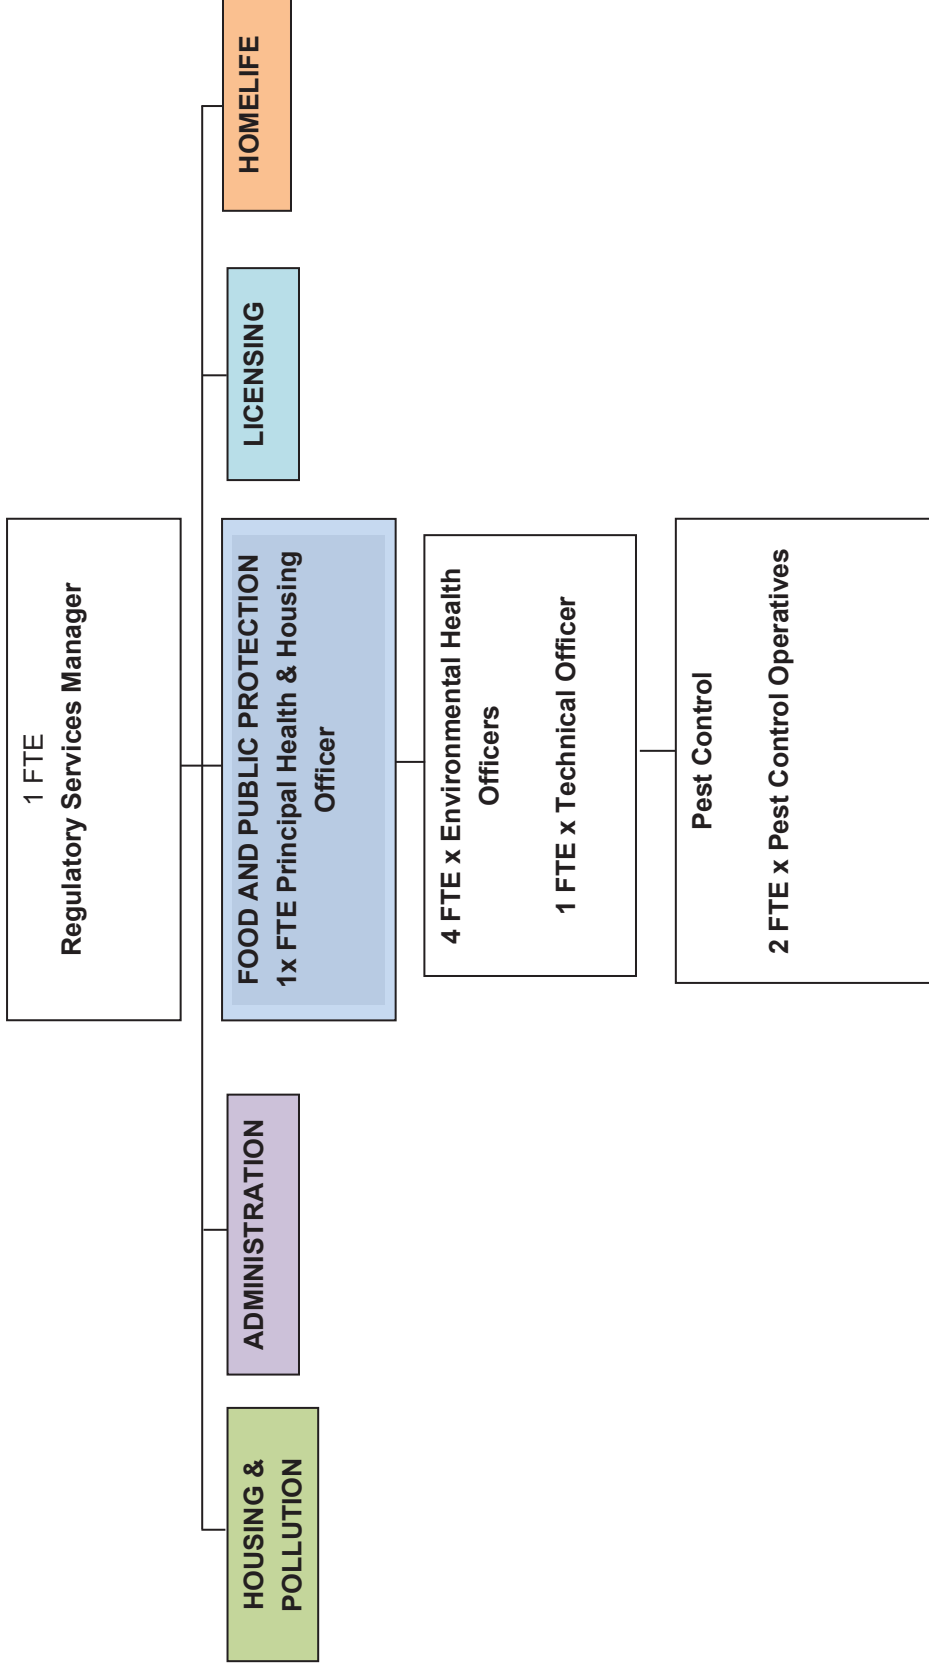 1 FTE
Regulatory Services Manager
HOUSING &
POLLUTION
ADMINISTRATION
FOOD AND PUBLIC PROTECTION
1x FTE Principal Health & Housing
Officer
LICENSING
HOMELIFE
4 FTE x Environmental Health
Officers
1 FTE x Technical Officer
Pest Control
2 FTE x Pest Control Operatives